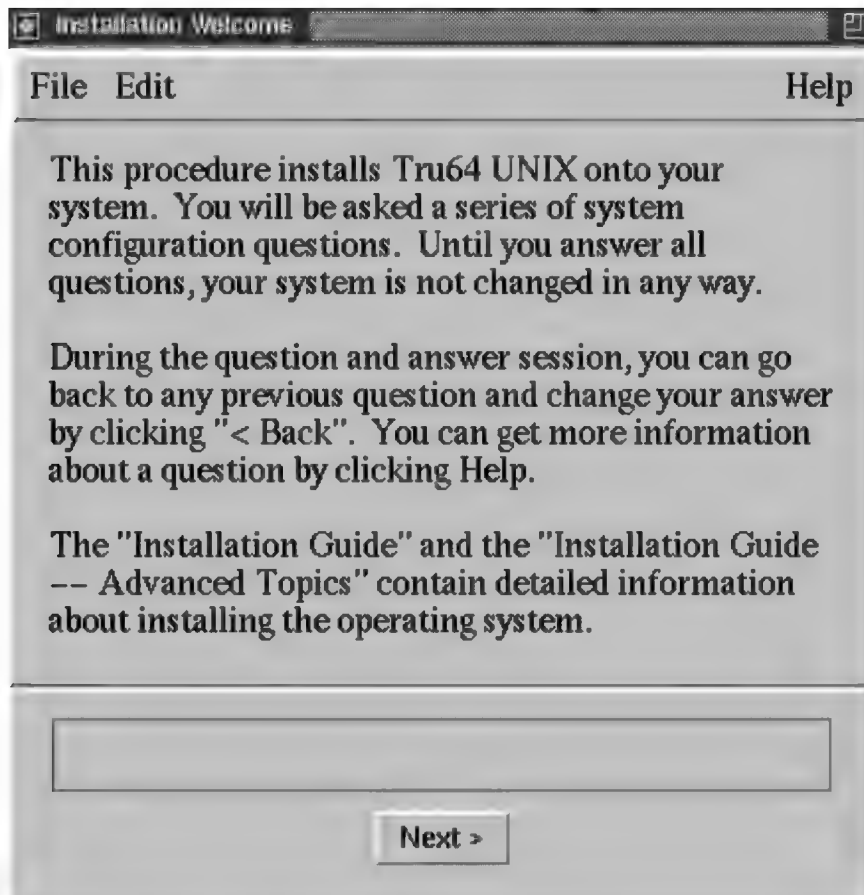 Installation Welcome
File Edit Help
This procedure installs Tru64 UNIX onto your
system. You will be asked a series of system
configuration questions. Until you answer all
questions, your system is not changed in any way.
During the question and answer session, you can go
back to any previous question and change your answer
by clicking "< Back". You can get more information
about a question by clicking Help.
The "Installation Guide" and the "Installation Guide
-- Advanced Topics" contain detailed information
about installing the operating system.
Next >